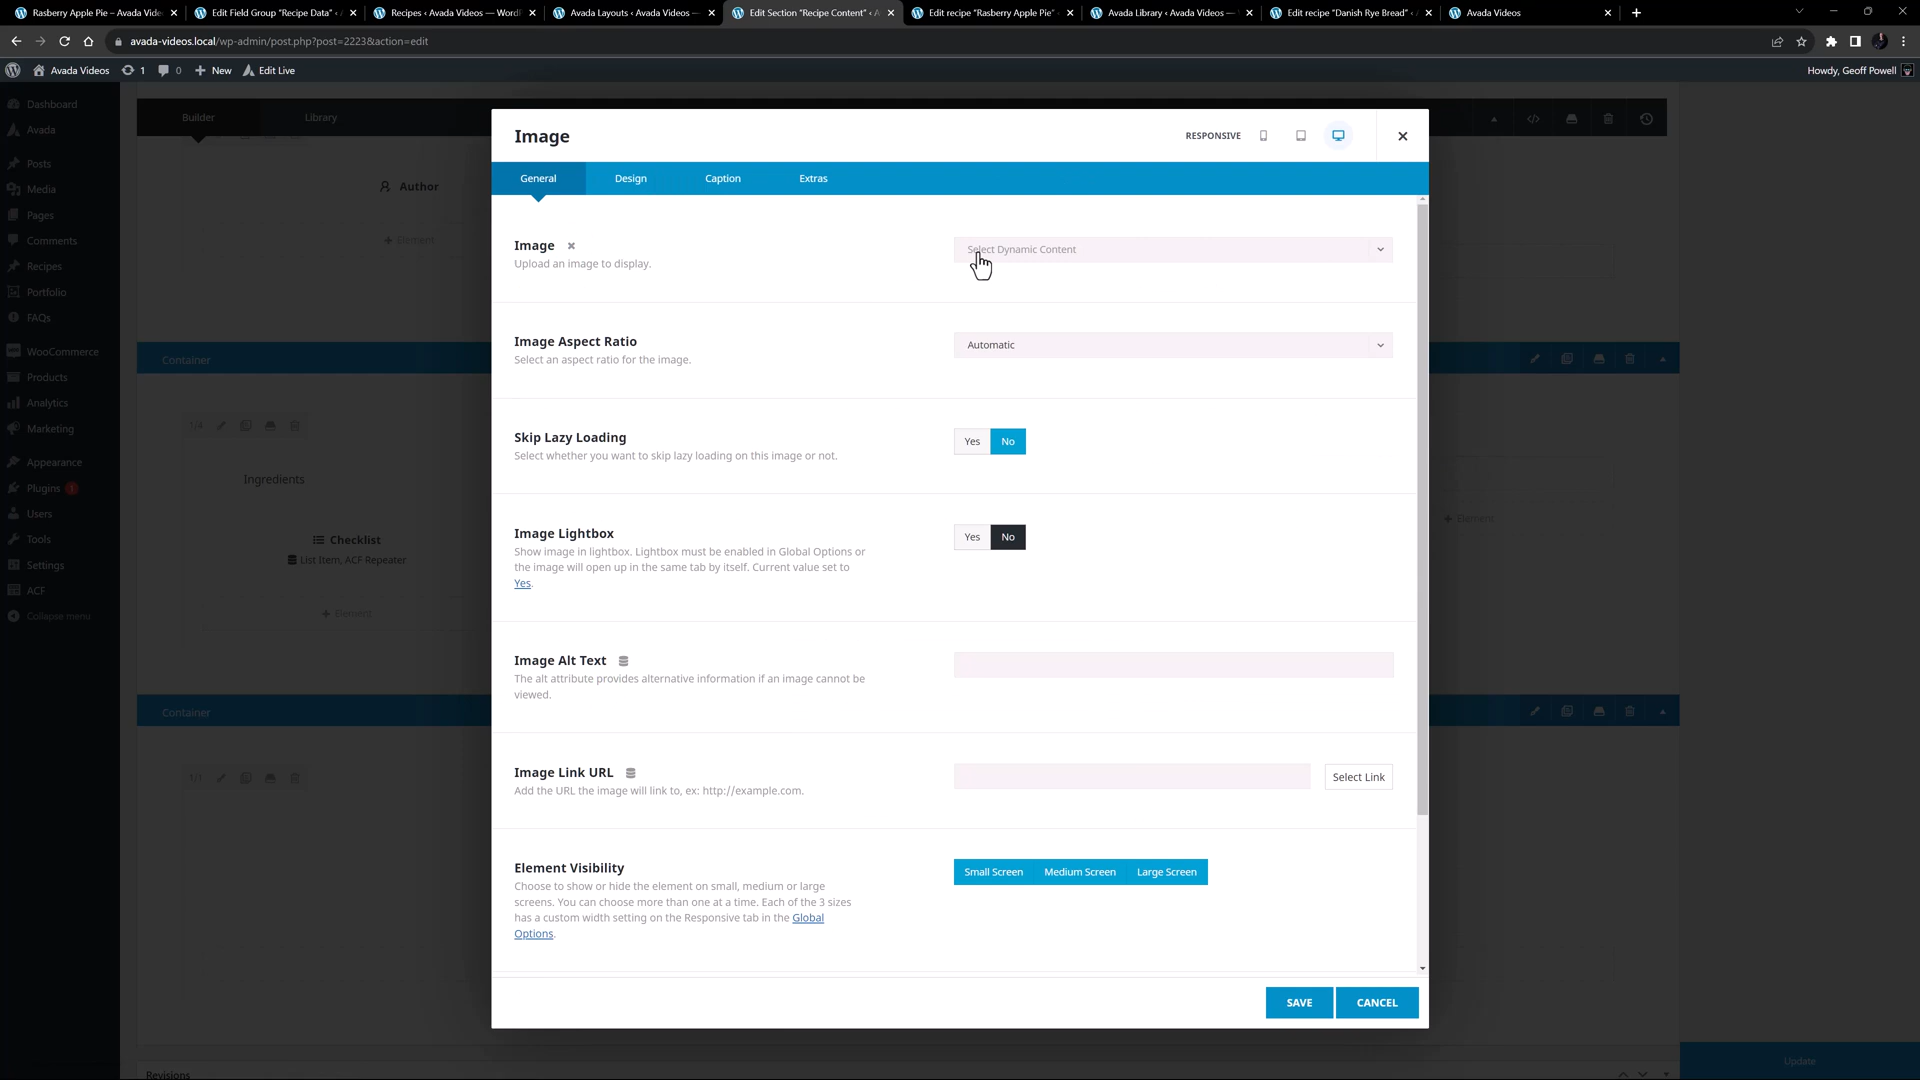 Rasberry Apple Pie – Avada Vide
Edit Field Group "Recipe Data" ‹
Recipes ‹ Avada Videos — WordP
Avada Layouts ‹ Avada Videos —
Edit Section "Recipe Content" ‹ A
Edit recipe "Rasberry Apple Pie" ‹
Avada Library ‹ Avada Videos —
Edit recipe "Danish Rye Bread" ‹ A
Avada Videos
avada-videos.local/wp-admin/post.php?post=2223&action=edit
Avada Videos
1
0
New
Edit Live
Howdy, Geoff Powell
Dashboard
Avada
Posts
Media
Pages
Comments
Recipes
Portfolio
FAQs
WooCommerce
Products
Analytics
Marketing
Appearance
Plugins 1
Users
Tools
Settings
ACF
Collapse menu
Builder
Library
Author
+ Element
Container
1/4
Ingredients
Checklist
List Item, ACF Repeater
+ Element
+ Element
Container
1/1
Revisions
Update
Image
RESPONSIVE
General
Design
Caption
Extras
Image
Upload an image to display.
Select Dynamic Content
Image Aspect Ratio
Select an aspect ratio for the image.
Automatic
Skip Lazy Loading
Select whether you want to skip lazy loading on this image or not.
Yes
No
Image Lightbox
Show image in lightbox. Lightbox must be enabled in Global Options or
the image will open up in the same tab by itself. Current value set to
Yes.
Yes
No
Image Alt Text
The alt attribute provides alternative information if an image cannot be
viewed.
Image Link URL
Add the URL the image will link to, ex: http://example.com.
Select Link
Element Visibility
Choose to show or hide the element on small, medium or large
screens. You can choose more than one at a time. Each of the 3 sizes
has a custom width setting on the Responsive tab in the Global
Options.
Small Screen
Medium Screen
Large Screen
SAVE
CANCEL